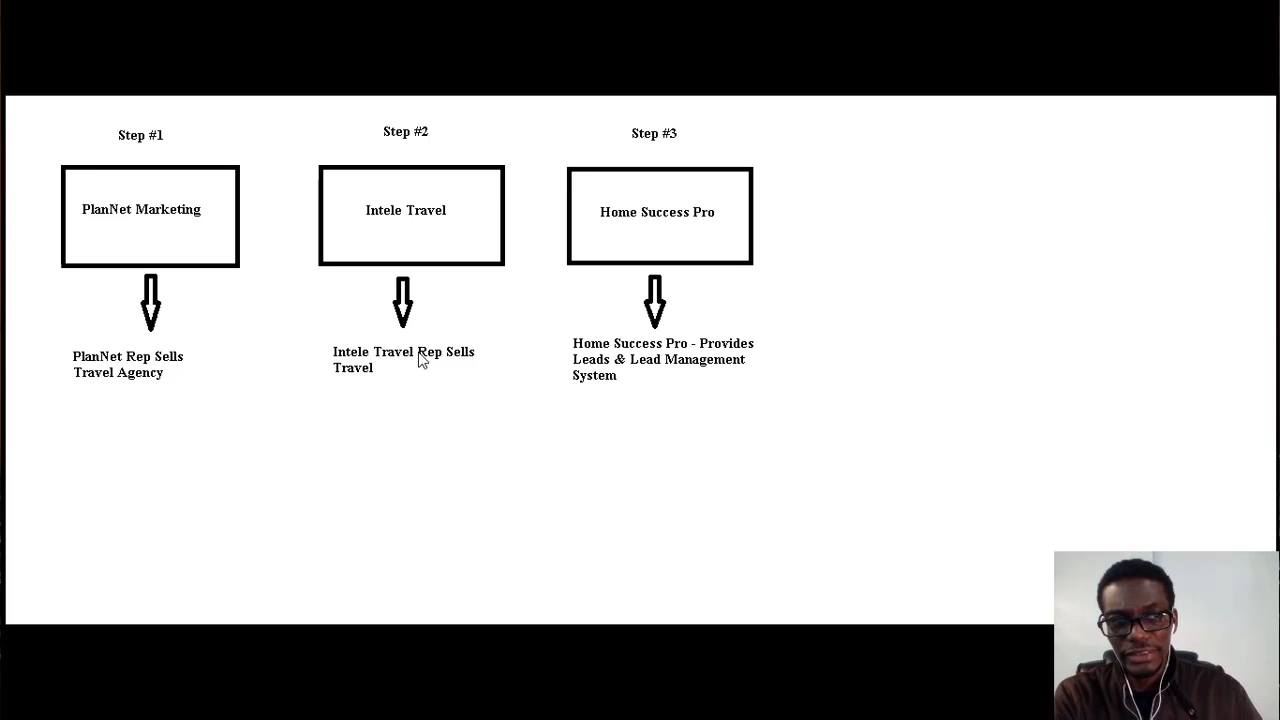 Step #1
Step #2
Step #3
PlanNet Marketing
Intele Travel
Home Success Pro
PlanNet Rep Sells
Travel Agency
Intele Travel Rep Sells
Travel
Home Success Pro - Provides
Leads & Lead Management
System